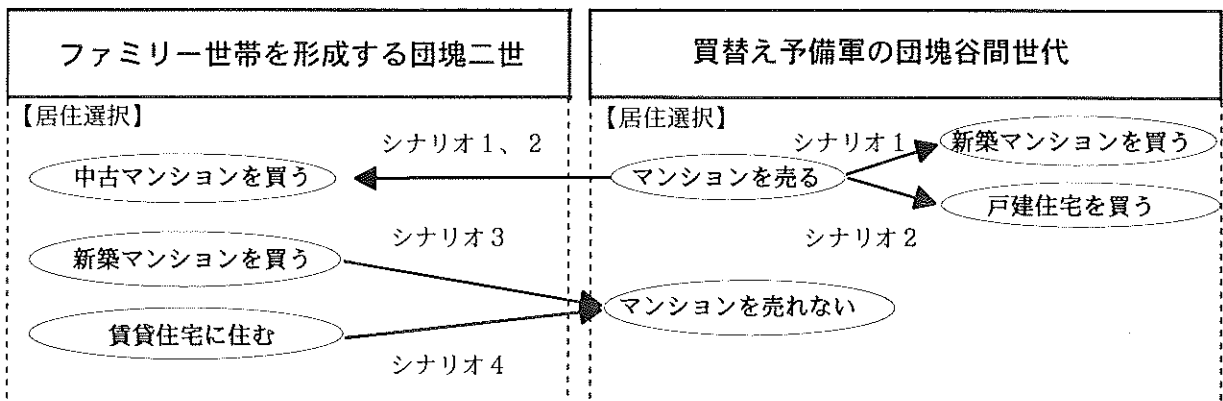 ファミリー世帯を形成する団塊二世
買替え予備軍の団塊谷間世代
【居住選択】
シナリオ1、2
中古マンションを買う
シナリオ3
新築マンションを買う
賃貸住宅に住む
シナリオ4
【居住選択】
シナリオ1
新築マンションを買う
マンションを売る
戸建住宅を買う
シナリオ2
マンションを売れない